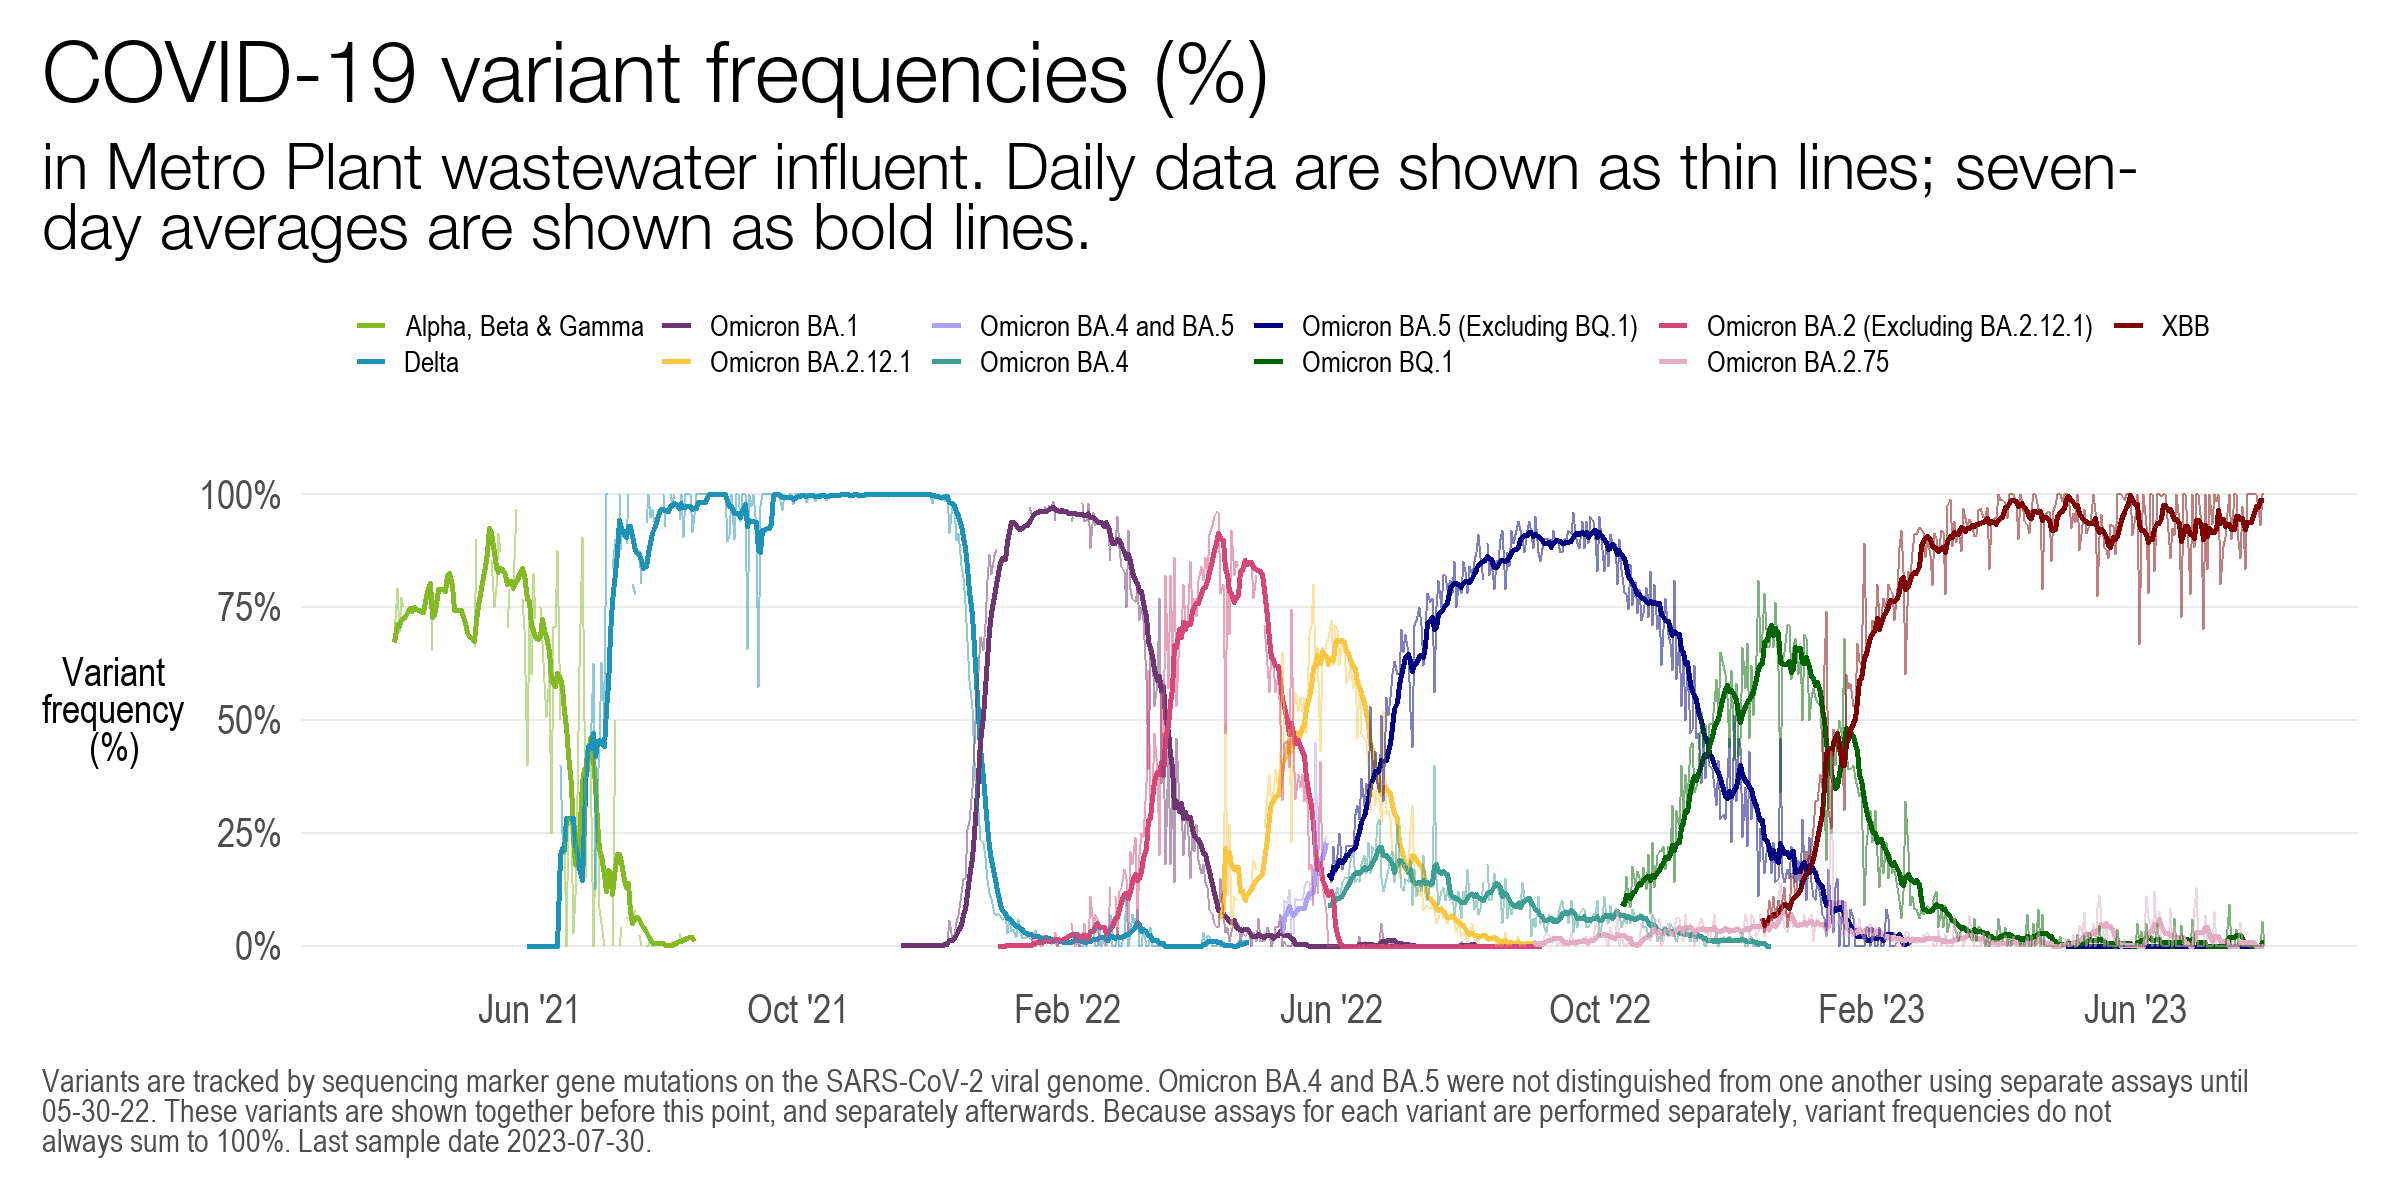 COVID-19 variant frequencies (%)
in Metro Plant wastewater influent. Daily data are shown as thin lines; seven-
day averages are shown as bold lines.
Alpha, Beta & Gamma
Omicron BA.1
Omicron BA.4 and BA.5
Omicron BA.5 (Excluding BQ.1)
Omicron BA.2 (Excluding BA.2.12.1)
XBB
Delta
Omicron BA.2.12.1
Omicron BA.4
Omicron BQ.1
Omicron BA.2.75
100%
75%
50%
25%
0%
Variant
frequency
(%)
Jun '21
Oct '21
Feb '22
Jun '22
Oct '22
Feb '23
Jun '23
Variants are tracked by sequencing marker gene mutations on the SARS-CoV-2 viral genome. Omicron BA.4 and BA.5 were not distinguished from one another using separate assays until
05-30-22. These variants are shown together before this point, and separately afterwards. Because assays for each variant are performed separately, variant frequencies do not
always sum to 100%. Last sample date 2023-07-30.